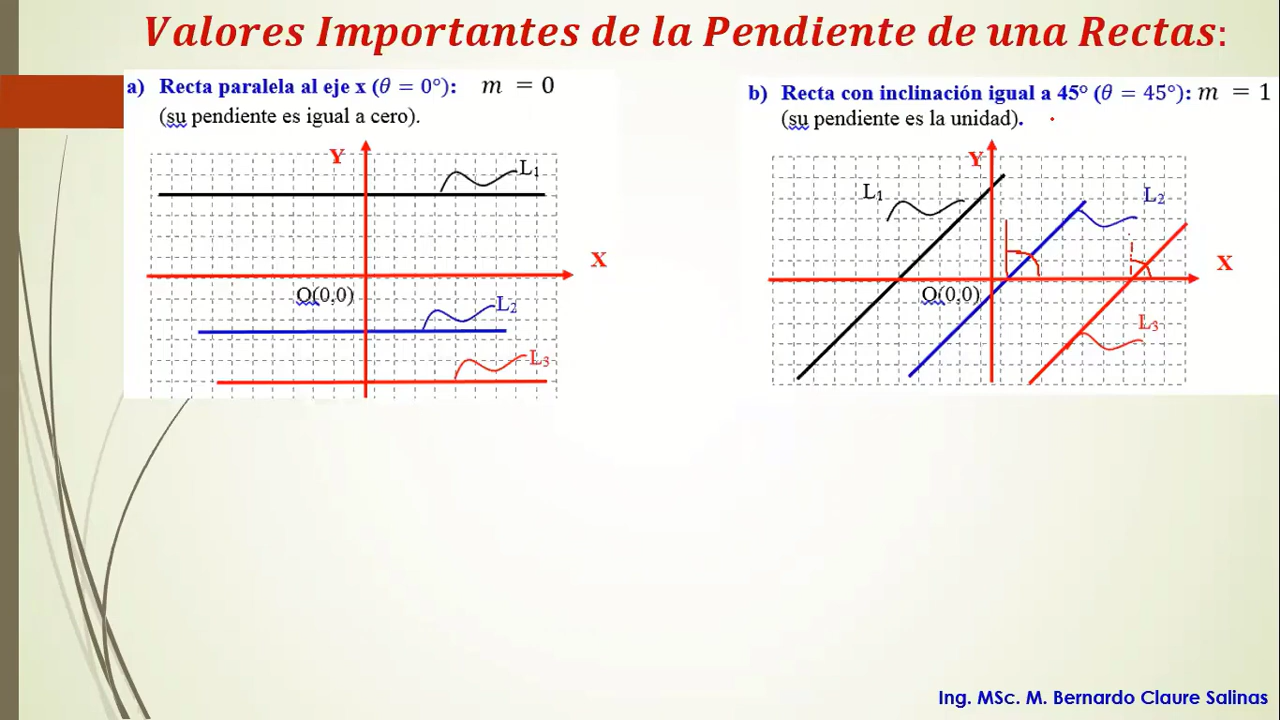 Valores Importantes de la Pendiente de una Rectas:
a) Recta paralela al eje x (θ = 0°): m = 0
(su pendiente es igual a cero).
Y
L₁
X
O(0,0)
L₂
L₃
b) Recta con inclinación igual a 45° (θ = 45°): m = 1
(su pendiente es la unidad).
Y
L₁
L₂
X
O(0,0)
L₃
Ing. MSc. M. Bernardo Claure Salinas